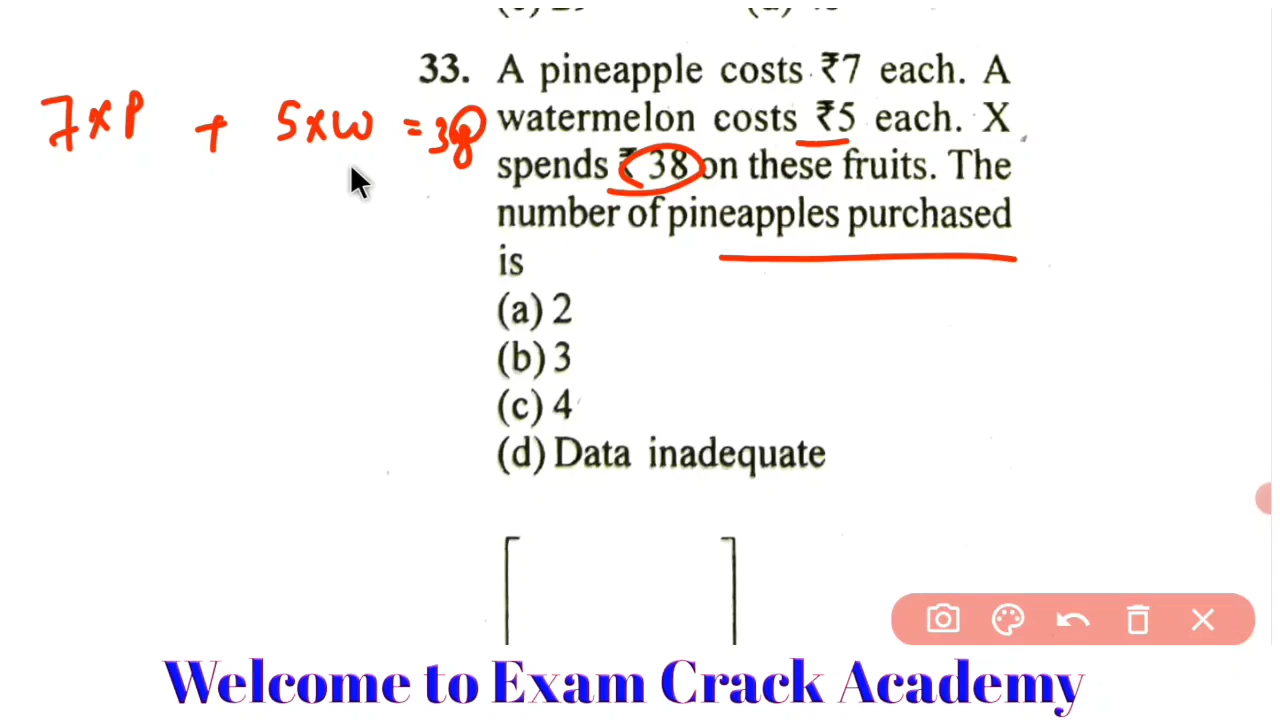 33. A pineapple costs ₹7 each. A
watermelon costs ₹5 each. X
spends ₹ 38 on these fruits. The
number of pineapples purchased
is
(a) 2
(b) 3
(c) 4
(d) Data inadequate
7 × P + 5 × W = 38
Welcome to Exam Crack Academy